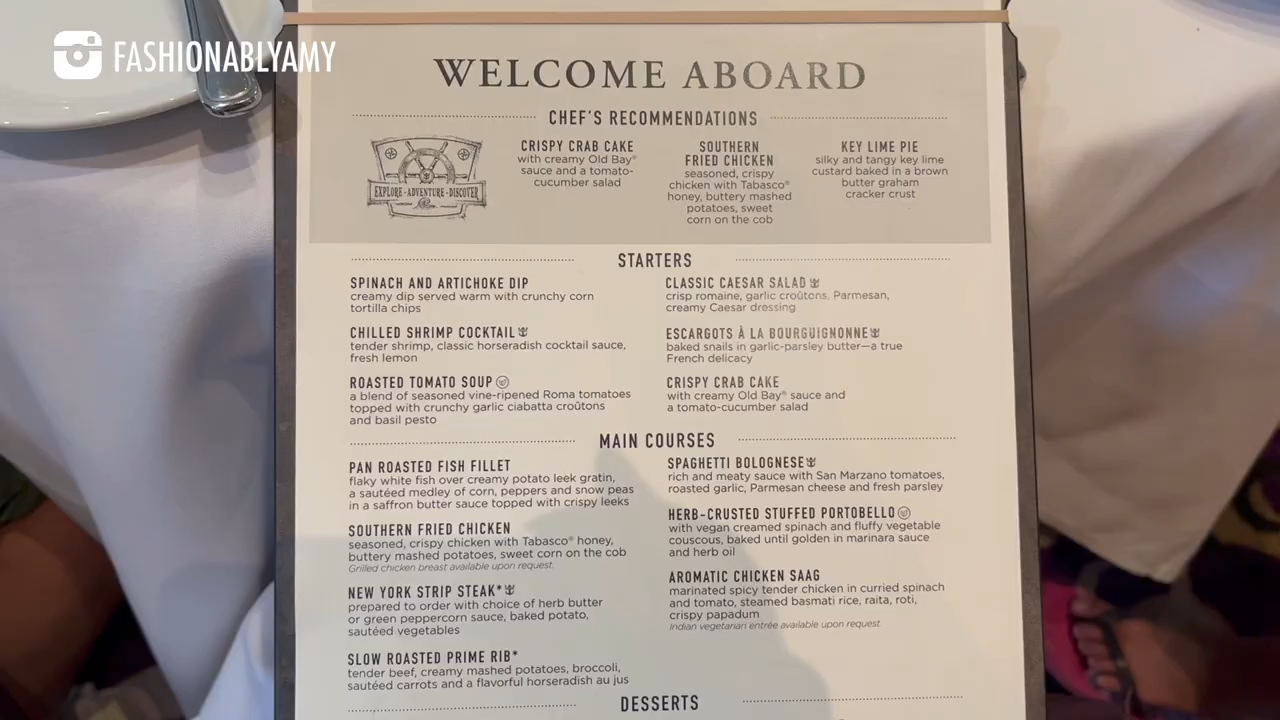 FASHIONABLYAMY
WELCOME ABOARD
CHEF'S RECOMMENDATIONS
EXPLORE - ADVENTURE - DISCOVER
CRISPY CRAB CAKE
with creamy Old Bay®
sauce and a tomato-
cucumber salad
SOUTHERN
FRIED CHICKEN
seasoned, crispy
chicken with Tabasco®
honey, buttery mashed
potatoes, sweet
corn on the cob
KEY LIME PIE
silky and tangy key lime
custard baked in a brown
butter graham
cracker crust
STARTERS
SPINACH AND ARTICHOKE DIP
creamy dip served warm with crunchy corn
tortilla chips
CHILLED SHRIMP COCKTAIL
tender shrimp, classic horseradish cocktail sauce,
fresh lemon
ROASTED TOMATO SOUP
a blend of seasoned vine-ripened Roma tomatoes
topped with crunchy garlic ciabatta croûtons
and basil pesto
CLASSIC CAESAR SALAD
crisp romaine, garlic croûtons, Parmesan,
creamy Caesar dressing
ESCARGOTS À LA BOURGUIGNONNE
baked snails in garlic-parsley butter—a true
French delicacy
CRISPY CRAB CAKE
with creamy Old Bay® sauce and
a tomato-cucumber salad
MAIN COURSES
PAN ROASTED FISH FILLET
flaky white fish over creamy potato leek gratin,
a sautéed medley of corn, peppers and snow peas
in a saffron butter sauce topped with crispy leeks
SOUTHERN FRIED CHICKEN
seasoned, crispy chicken with Tabasco® honey,
buttery mashed potatoes, sweet corn on the cob
Grilled chicken breast available upon request.
NEW YORK STRIP STEAK*
prepared to order with choice of herb butter
or green peppercorn sauce, baked potato,
sautéed vegetables
SLOW ROASTED PRIME RIB*
tender beef, creamy mashed potatoes, broccoli,
sautéed carrots and a flavorful horseradish au jus
SPAGHETTI BOLOGNESE
rich and meaty sauce with San Marzano tomatoes,
roasted garlic, Parmesan cheese and fresh parsley
HERB-CRUSTED STUFFED PORTOBELLO
with vegan creamed spinach and fluffy vegetable
couscous, baked until golden in marinara sauce
and herb oil
AROMATIC CHICKEN SAAG
marinated spicy tender chicken in curried spinach
and tomato, steamed basmati rice, raita, roti,
crispy papadum
Indian vegetarian entrée available upon request
DESSERTS